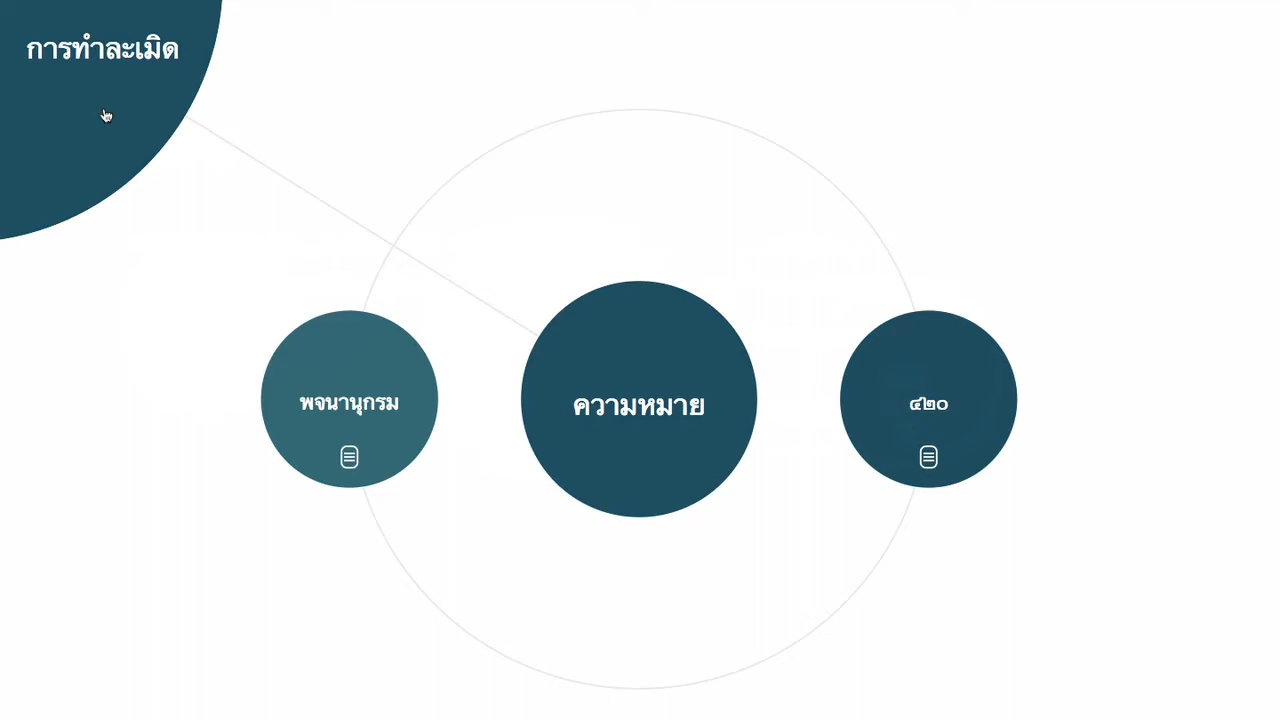 การทำละเมิด
พจนานุกรม
ความหมาย
๔๒๐